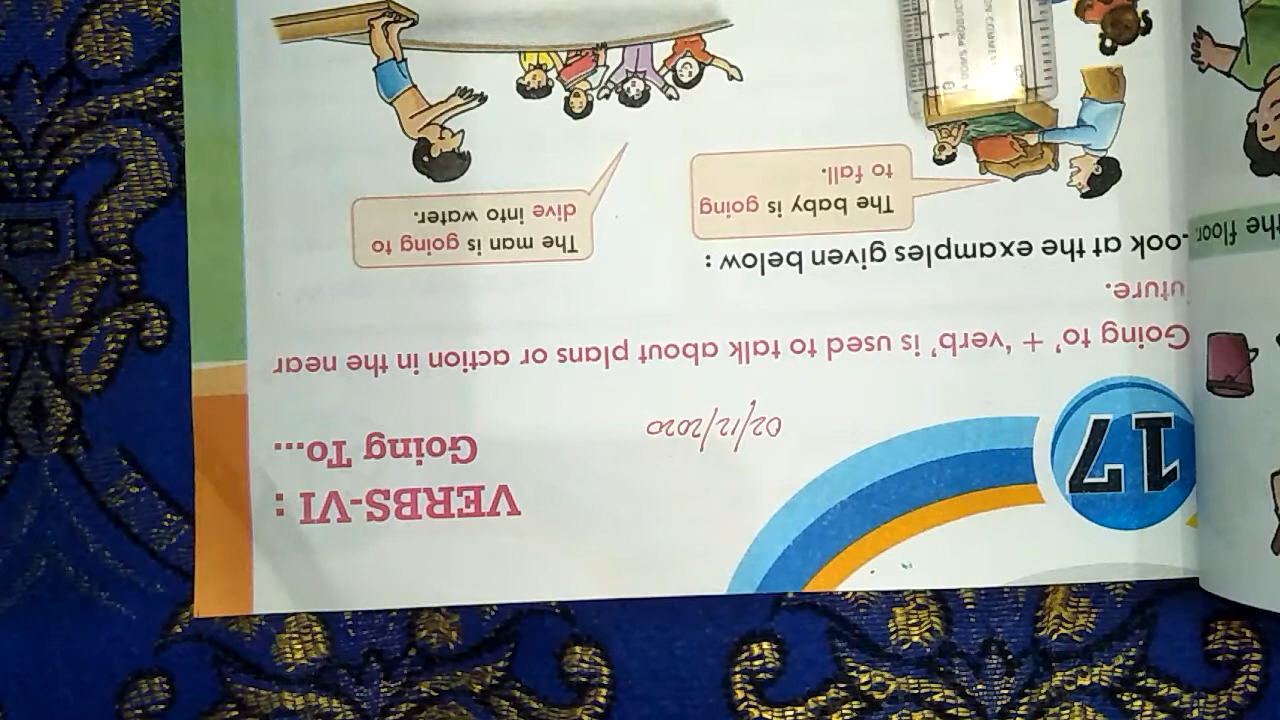 17
VERBS-VI :
Going To...
02/12/2020
Going 'to' + 'verb' is used to talk about plans or action in the near
uture.
ook at the examples given below :
The baby is going
to fall.
The man is going to
dive into water.
the floor.
0 1